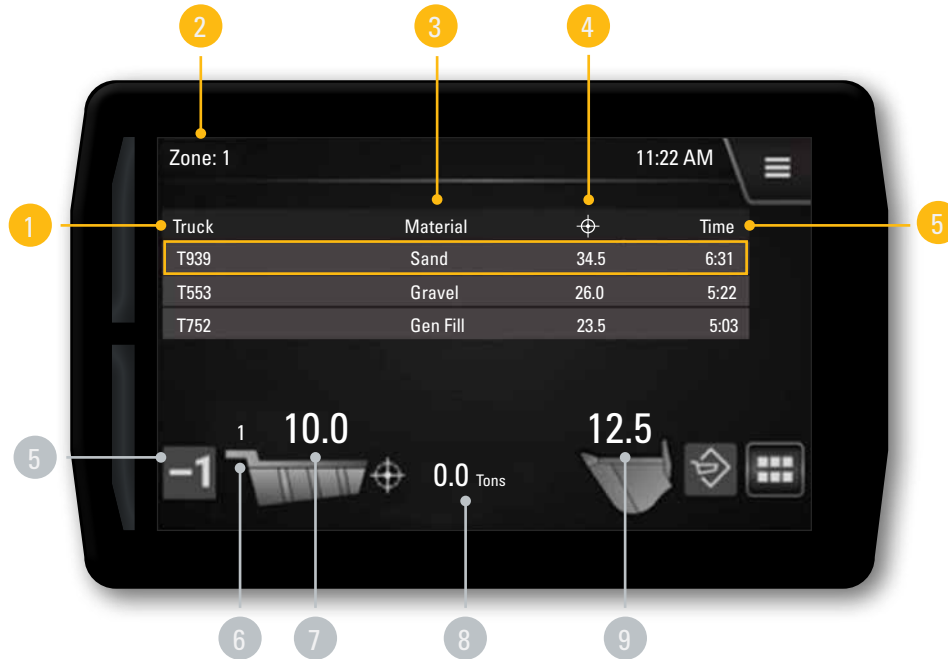 2 3 4
Zone: 1 11:22 AM
1 Truck Material Time 5
T939 Sand 34.5 6:31
T553 Gravel 26.0 5:22
T752 Gen Fill 23.5 5:03
1 10.0 12.5
5 -1 0.0 Tons
6 7 8 9